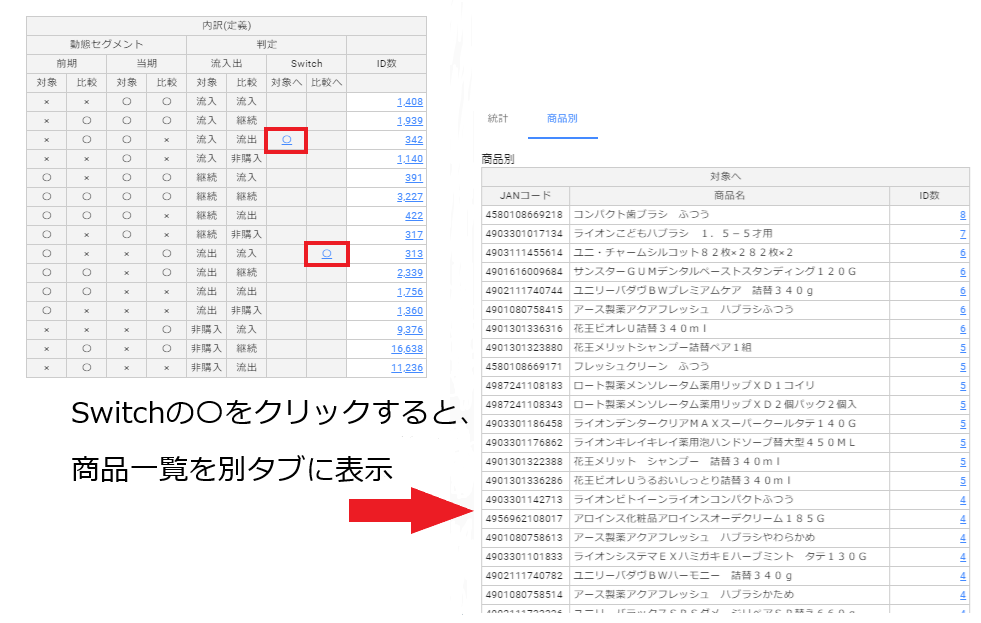 内訳(定義)
動態セグメント 判定
前期 当期 流入出 Switch ID数
対象 比較 対象 比較 対象 比較 対象へ 比較へ
× × 〇 〇 流入 流入 1,408
× 〇 〇 〇 流入 継続 1,939
× 〇 〇 × 流入 流出 〇 342
× × 〇 × 流入 非購入 1,140
〇 × 〇 〇 継続 流入 391
〇 〇 〇 〇 継続 継続 3,227
〇 〇 〇 × 継続 流出 422
〇 × 〇 × 継続 非購入 317
〇 × × 〇 流出 流入 〇 313
〇 〇 × 〇 流出 継続 2,339
〇 〇 × × 流出 流出 1,756
〇 × × × 流出 非購入 1,360
× × × 〇 非購入 流入 9,376
× 〇 × 〇 非購入 継続 16,638
× 〇 × × 非購入 流出 11,236
Switchの〇をクリックすると、
商品一覧を別タブに表示
統計 商品別
商品別
対象へ
JANコード 商品名 ID数
4580108669218 コンパクト歯ブラシ ふつう 8
4903301017134 ライオンこどもハブラシ 1.5-5才用 7
4903111455614 ユニ・チャームシルコット82枚×282枚×2 6
4901616009684 サンスターGUMデンタルペーストスタンディング120G 6
4902111740744 ユニリーバダヴBWプレミアムケア 詰替340g 6
4901080758415 アース製薬アクアフレッシュ ハブラシふつう 6
4901301336316 花王ビオレU詰替340ml 6
4901301323880 花王メリットシャンプー詰替ペア1組 5
4580108669171 フレッシュクリーン ふつう 5
4987241108183 ロート製薬メンソレータム薬用リップXD1コイリ 5
4987241108343 ロート製薬メンソレータム薬用リップXD2個パック2個入 5
4903301186458 ライオンデンタークリアMAXスーパークールタテ140G 5
4903301176862 ライオンキレイキレイ薬用泡ハンドソープ替大型450ML 5
4901301322388 花王メリット シャンプー 詰替340ml 5
4901301336286 花王ビオレUうるおいしっとり詰替340ml 5
4903301142713 ライオンビトイーンライオンコンパクトふつう 4
4956962108017 アロインス化粧品アロインスオーデクリーム185G 4
4901080758613 アース製薬アクアフレッシュ ハブラシやわらかめ 4
4903301101833 ライオンシステマEXハミガキEハーブミント タテ130G 4
4902111740782 ユニリーバダヴBWハーモニー 詰替340g 4
4901080758514 アース製薬アクアフレッシュ ハブラシかため 4